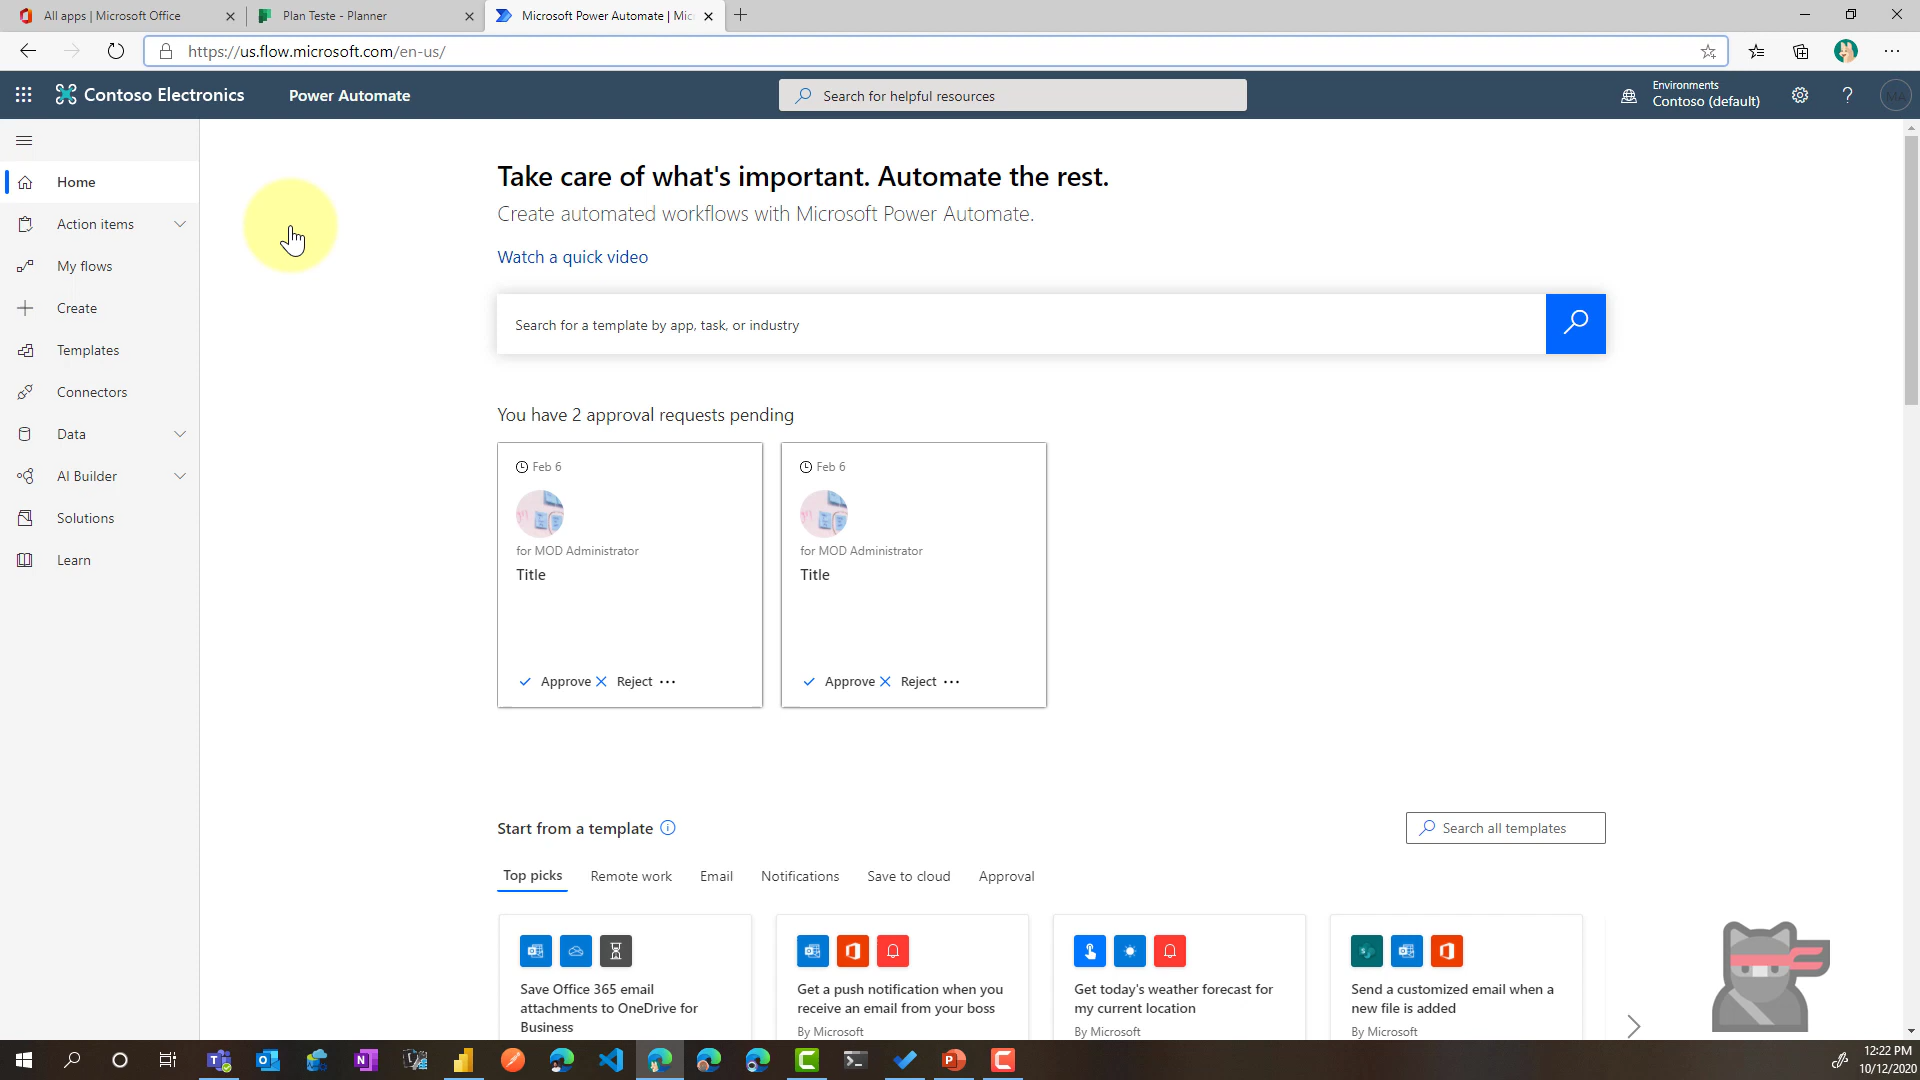 All apps | Microsoft Office
Plan Teste - Planner
Microsoft Power Automate | Mic
https://us.flow.microsoft.com/en-us/
Contoso Electronics
Power Automate
Search for helpful resources
Environments
Contoso (default)
MA
Home
Action items
My flows
Create
Templates
Connectors
Data
AI Builder
Solutions
Learn
Take care of what's important. Automate the rest.
Create automated workflows with Microsoft Power Automate.
Watch a quick video
Search for a template by app, task, or industry
You have 2 approval requests pending
Feb 6
for MOD Administrator
Title
Approve
Reject
Feb 6
for MOD Administrator
Title
Approve
Reject
Start from a template
Search all templates
Top picks
Remote work
Email
Notifications
Save to cloud
Approval
Save Office 365 email
attachments to OneDrive for
Business
Get a push notification when you
receive an email from your boss
By Microsoft
Get today's weather forecast for
my current location
By Microsoft
Send a customized email when a
new file is added
By Microsoft
12:22 PM
10/12/2020